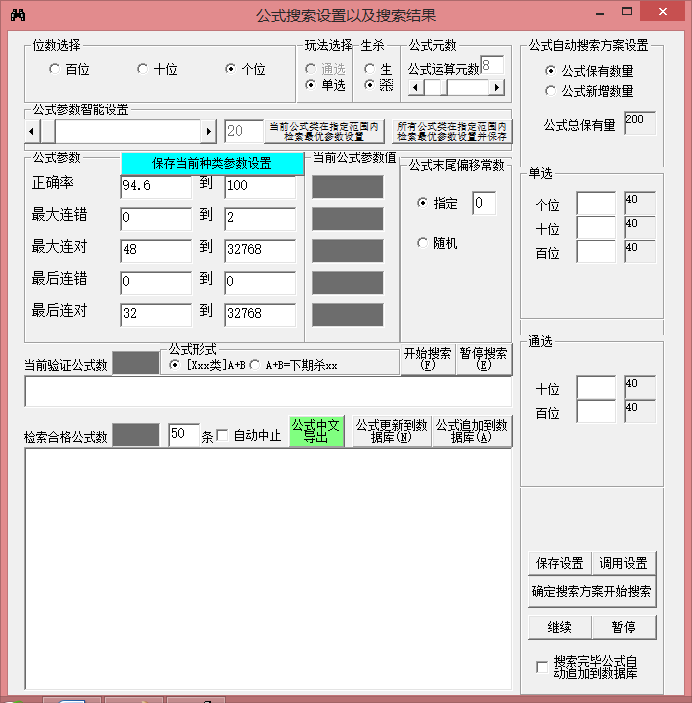 公式搜索设置以及搜索结果
位数选择
百位
十位
个位
玩法选择
通选
单选
生杀
生
杀
公式元数
公式运算元数
8
公式参数智能设置
20
当前公式类在指定范围内
检索最优参数设置
所有公式类在指定范围内
检索最优参数设置并保存
公式参数
保存当前种类参数设置
正确率
94.6
到
100
最大连错
0
到
2
最大连对
48
到
32768
最后连错
0
到
0
最后连对
32
到
32768
当前公式参数值
公式末尾偏移常数
指定
0
随机
当前验证公式数
公式形式
[Xxx类]A+B
A+B=下期杀xx
开始搜索
(F)
暂停搜索
(E)
检索合格公式数
50
条
自动中止
公式中文
导出
公式更新到数
据库(N)
公式追加到数
据库(A)
公式自动搜索方案设置
公式保有数量
公式新增数量
公式总保有量
200
单选
个位
40
十位
40
百位
40
通选
十位
40
百位
40
保存设置
调用设置
确定搜索方案开始搜索
继续
暂停
搜索完毕公式自
动追加到数据库